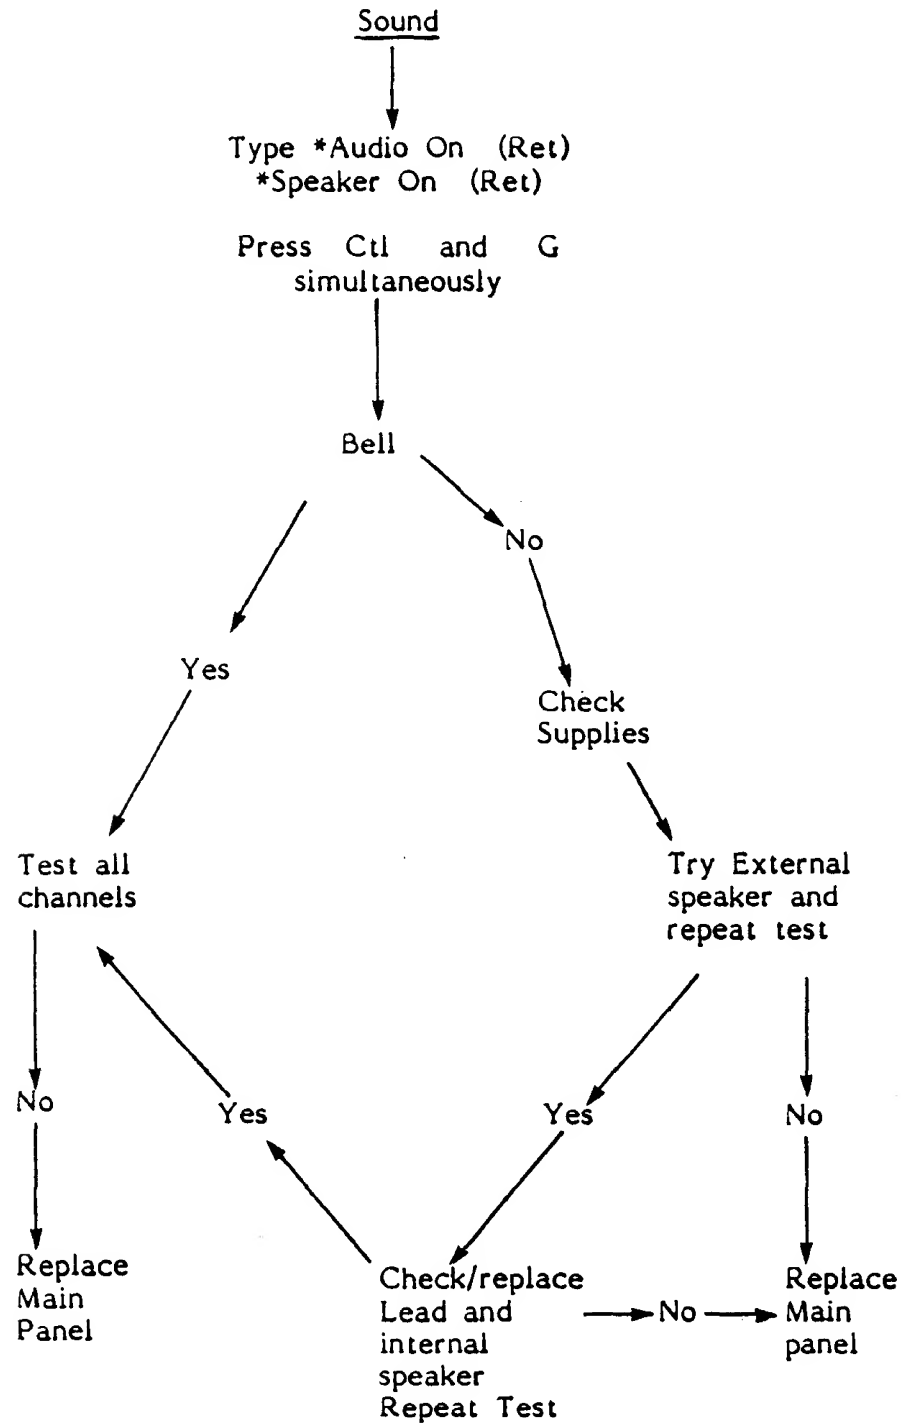 Sound
Type *Audio On (Ret)
*Speaker On (Ret)
Press Ctl and G
simultaneously
Bell
No
Yes
Check
Supplies
Test all
channels
Try External
speaker and
repeat test
No
Yes
Yes
No
Replace
Main
Panel
Check/replace
Lead and
internal
speaker
Repeat Test
No
Replace
Main
panel